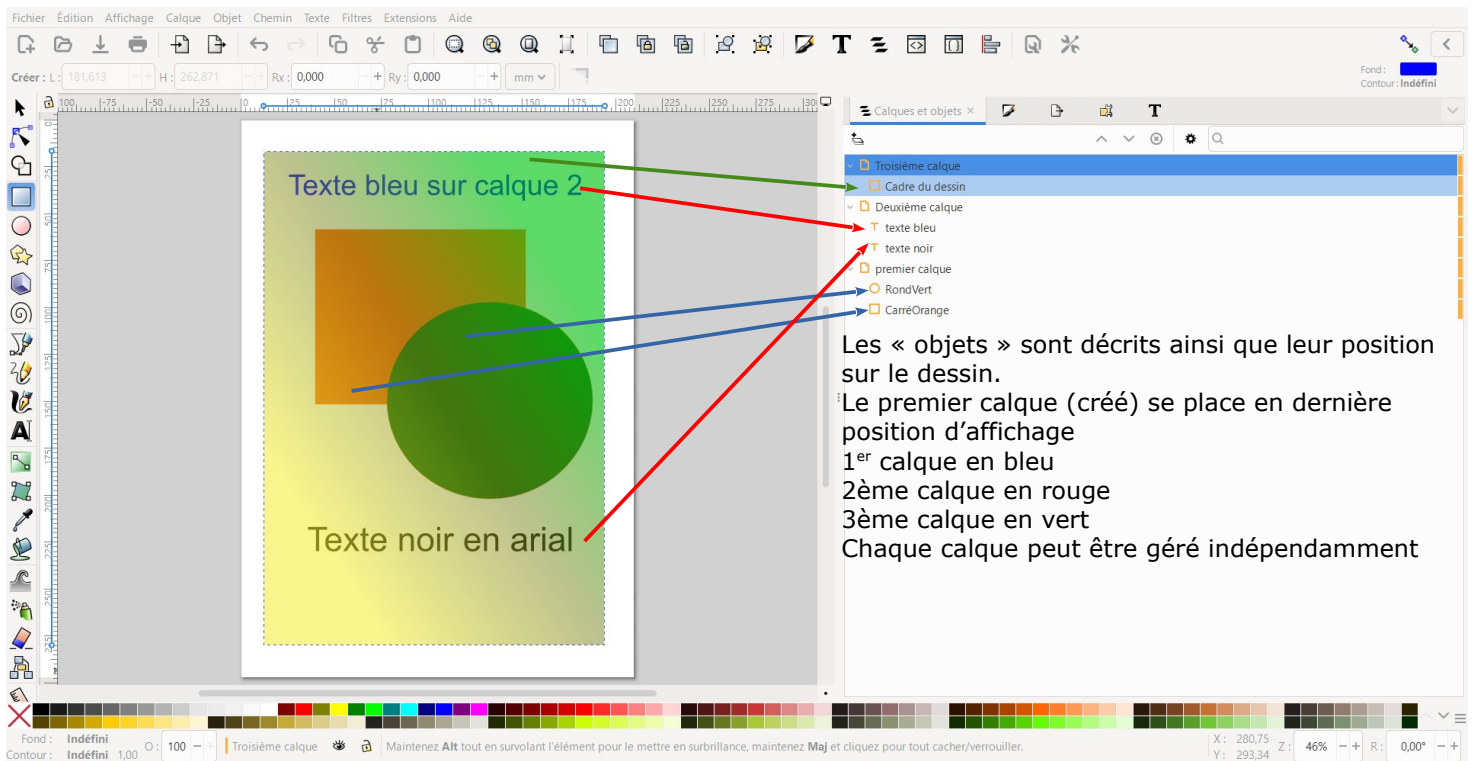 Fichier Édition Affichage Calque Objet Chemin Texte Filtres Extensions Aide
Créer : L : 181,613 H : 262,871 Rx : 0,000 Ry : 0,000 mm
Fond :
Contour : Indéfini
Calques et objets
Troisième calque
Cadre du dessin
Deuxième calque
texte bleu
texte noir
premier calque
RondVert
CarréOrange
Texte bleu sur calque 2
Texte noir en arial
Les « objets » sont décrits ainsi que leur position
sur le dessin.
Le premier calque (créé) se place en dernière
position d’affichage
1er calque en bleu
2ème calque en rouge
3ème calque en vert
Chaque calque peut être géré indépendamment
Fond : Indéfini
Contour : Indéfini 1,00
O : 100 Troisième calque Maintenez Alt tout en survolant l'élément pour le mettre en surbrillance, maintenez Maj et cliquez pour tout cacher/verrouiller.
X : 280,75
Y : 293,34
Z : 46% R : 0,00°